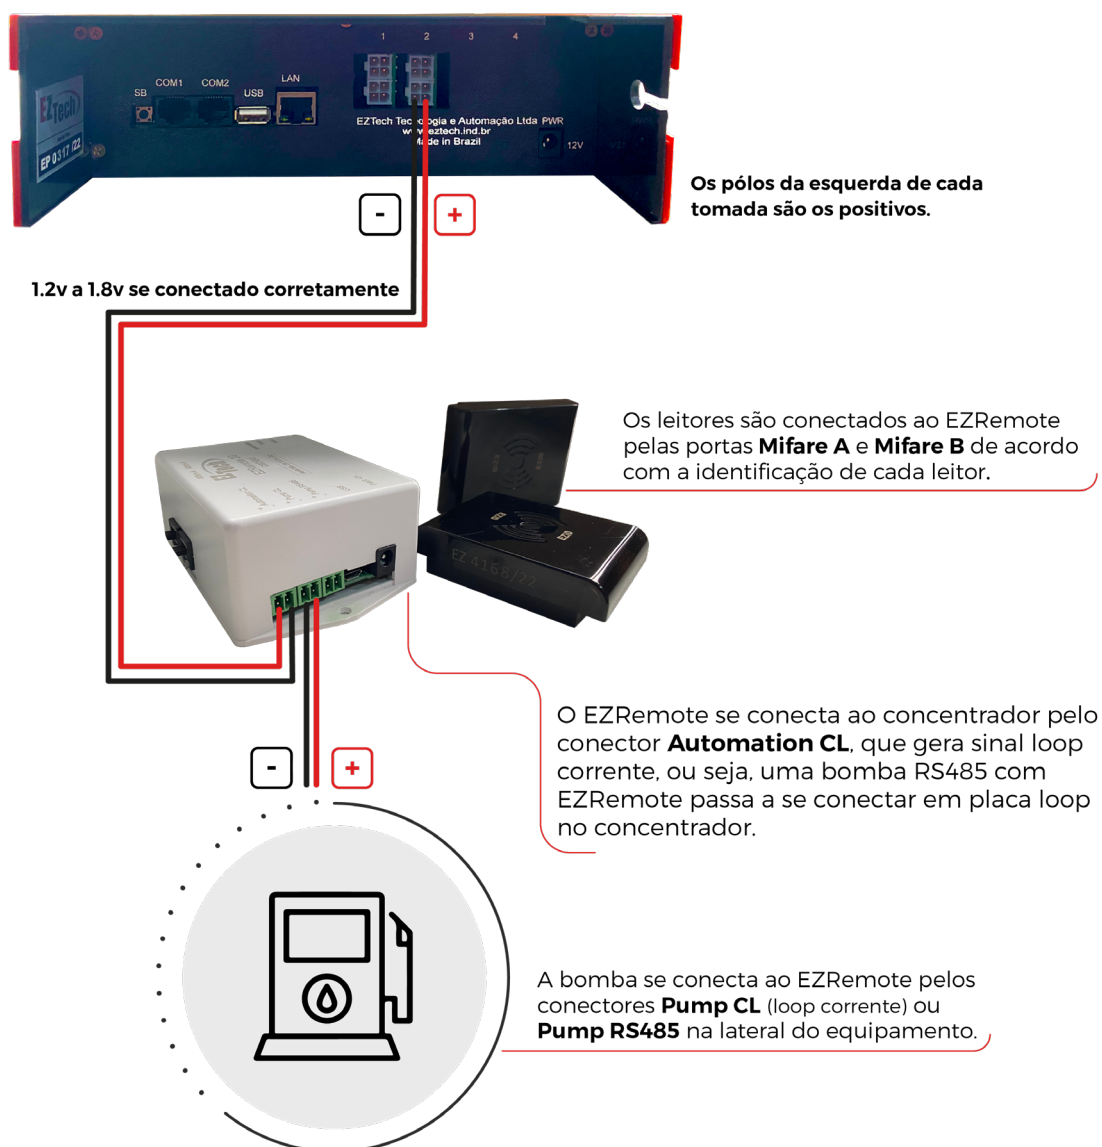 1 2 3 4
SB COM1 COM2 USB LAN
EZTech
EP 0317 /22
EZTech Tecnologia e Automação Ltda PWR
www.eztech.ind.br
Made in Brazil
12V
Os pólos da esquerda de cada
tomada são os positivos.
-
+
1.2v a 1.8v se conectado corretamente
Os leitores são conectados ao EZRemote
pelas portas Mifare A e Mifare B de acordo
com a identificação de cada leitor.
EZTech
EZID
EZID
EZ 4168/22
O EZRemote se conecta ao concentrador pelo
conector Automation CL, que gera sinal loop
corrente, ou seja, uma bomba RS485 com
EZRemote passa a se conectar em placa loop
no concentrador.
-
+
A bomba se conecta ao EZRemote pelos
conectores Pump CL (loop corrente) ou
Pump RS485 na lateral do equipamento.